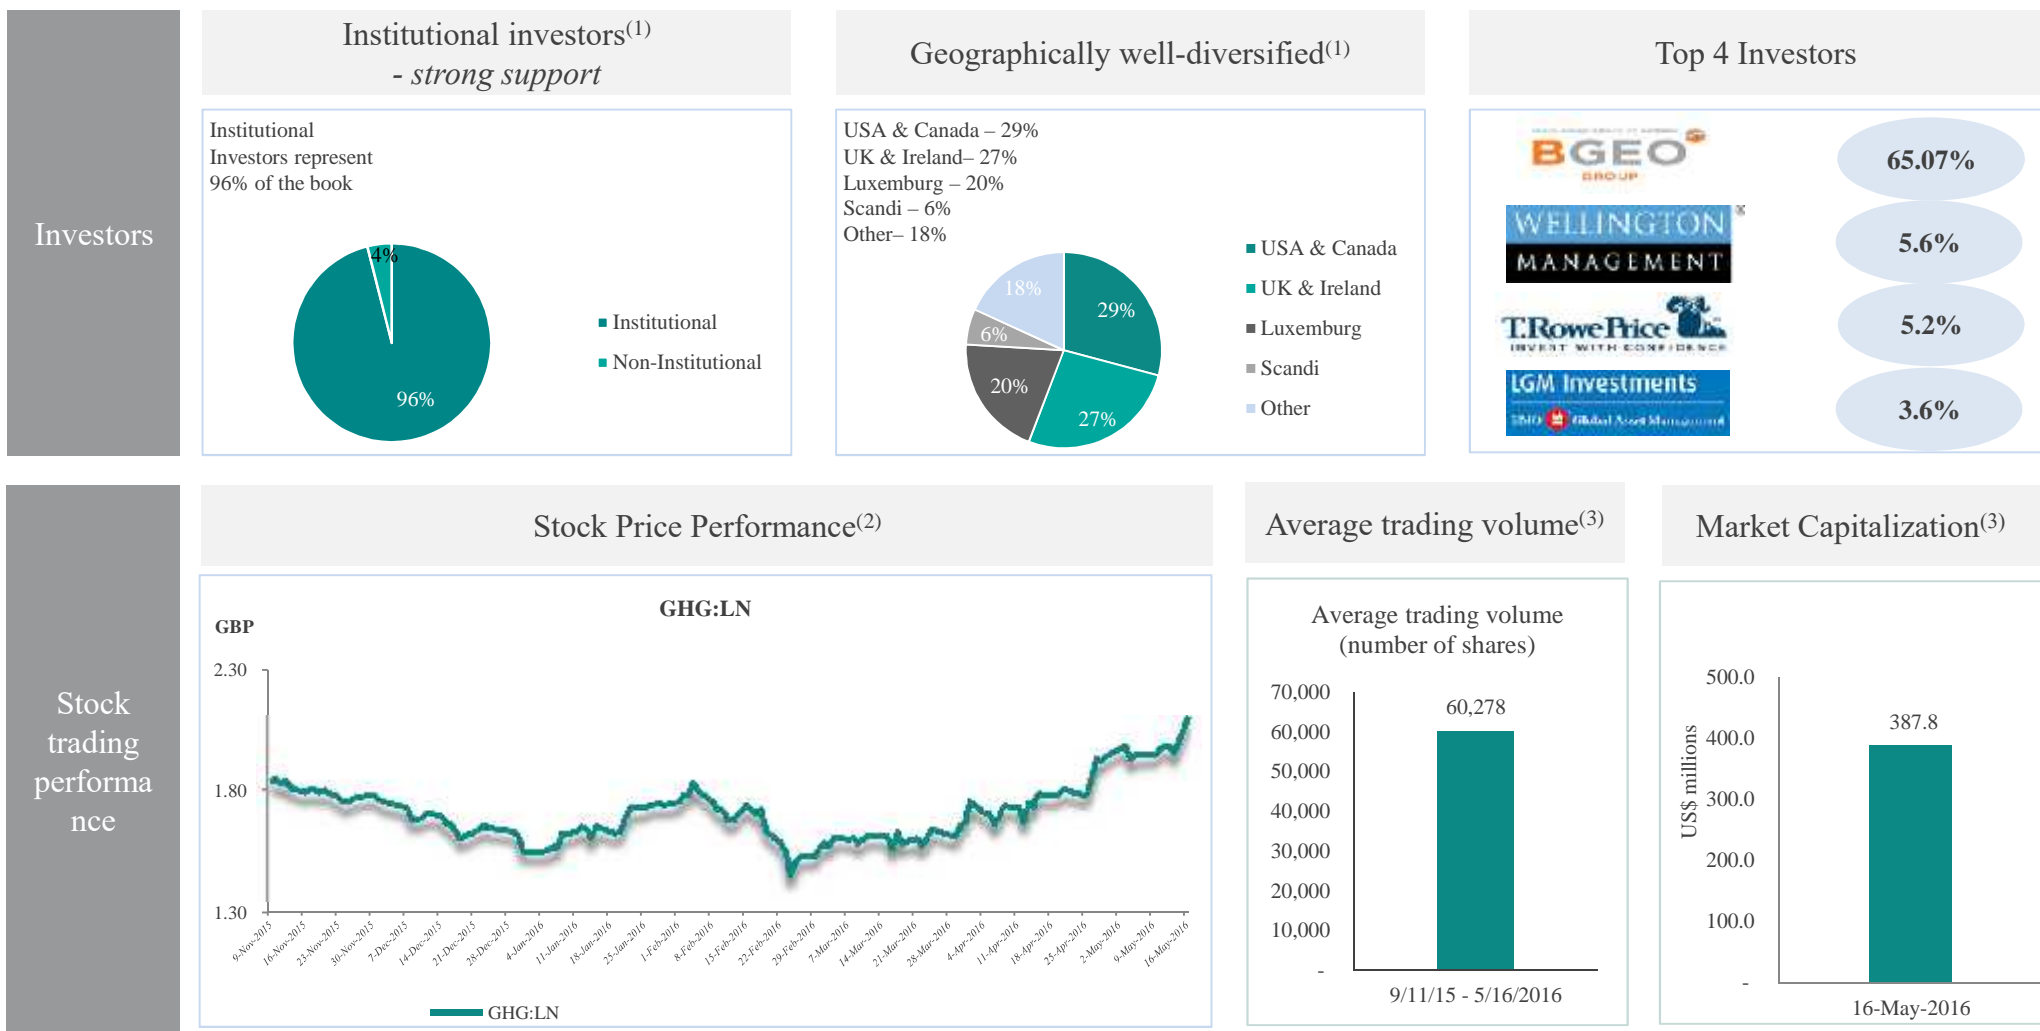 Investors
Institutional investors(1)
- strong support
Institutional
Investors represent
96% of the book
4%
96%
Institutional
Non-Institutional
Geographically well-diversified(1)
USA & Canada – 29%
UK & Ireland– 27%
Luxemburg – 20%
Scandi – 6%
Other– 18%
18%
29%
6%
20%
27%
USA & Canada
UK & Ireland
Luxemburg
Scandi
Other
Top 4 Investors
BGEO
GROUP
65.07%
WELLINGTON
MANAGEMENT
5.6%
T.RowePrice
INVEST WITH CONFIDENCE
5.2%
LGM Investments
BMO Global Asset Management
3.6%
Stock
trading
performa
nce
Stock Price Performance(2)
GHG:LN
GBP
2.30
1.80
1.30
9-Nov-2015
16-Nov-2015
23-Nov-2015
30-Nov-2015
7-Dec-2015
14-Dec-2015
21-Dec-2015
28-Dec-2015
4-Jan-2016
11-Jan-2016
18-Jan-2016
25-Jan-2016
1-Feb-2016
8-Feb-2016
15-Feb-2016
22-Feb-2016
29-Feb-2016
7-Mar-2016
14-Mar-2016
21-Mar-2016
28-Mar-2016
4-Apr-2016
11-Apr-2016
18-Apr-2016
25-Apr-2016
2-May-2016
9-May-2016
16-May-2016
GHG:LN
Average trading volume(3)
Average trading volume
(number of shares)
70,000
60,000
50,000
40,000
30,000
20,000
10,000
-
60,278
9/11/15 - 5/16/2016
Market Capitalization(3)
US$ millions
500.0
400.0
300.0
200.0
100.0
-
387.8
16-May-2016